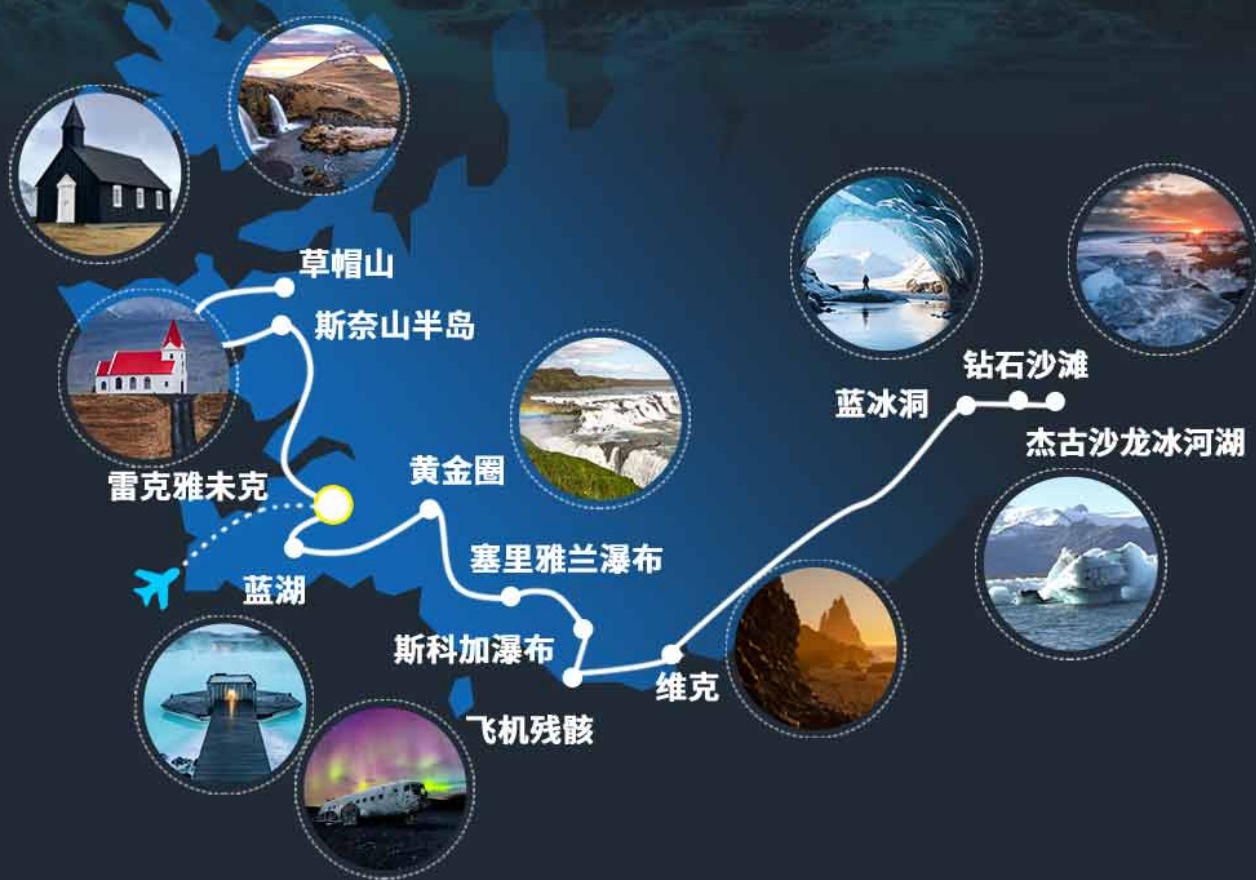 草帽山
斯奈山半岛
钻石沙滩
蓝冰洞
杰古沙龙冰河湖
黄金圈
雷克雅未克
塞里雅兰瀑布
蓝湖
斯科加瀑布
维克
飞机残骸